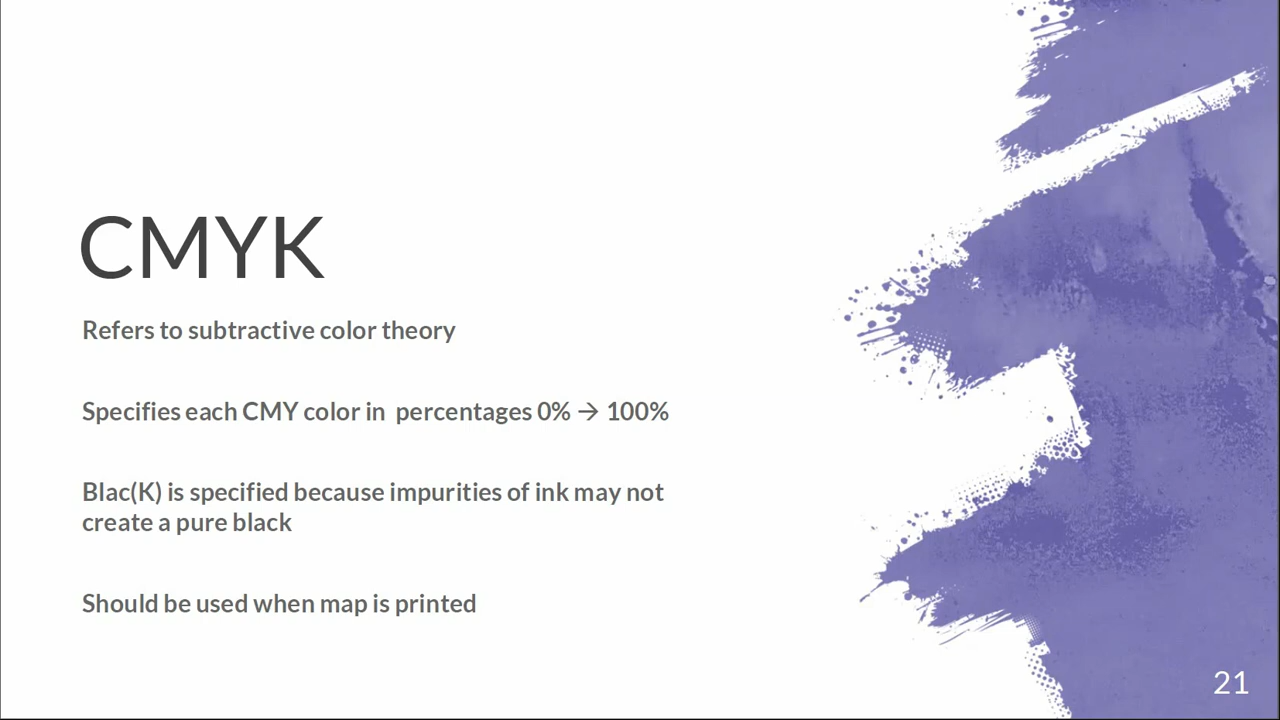 CMYK
Refers to subtractive color theory
Specifies each CMY color in  percentages 0% → 100%
Blac(K) is specified because impurities of ink may not
create a pure black
Should be used when map is printed
21